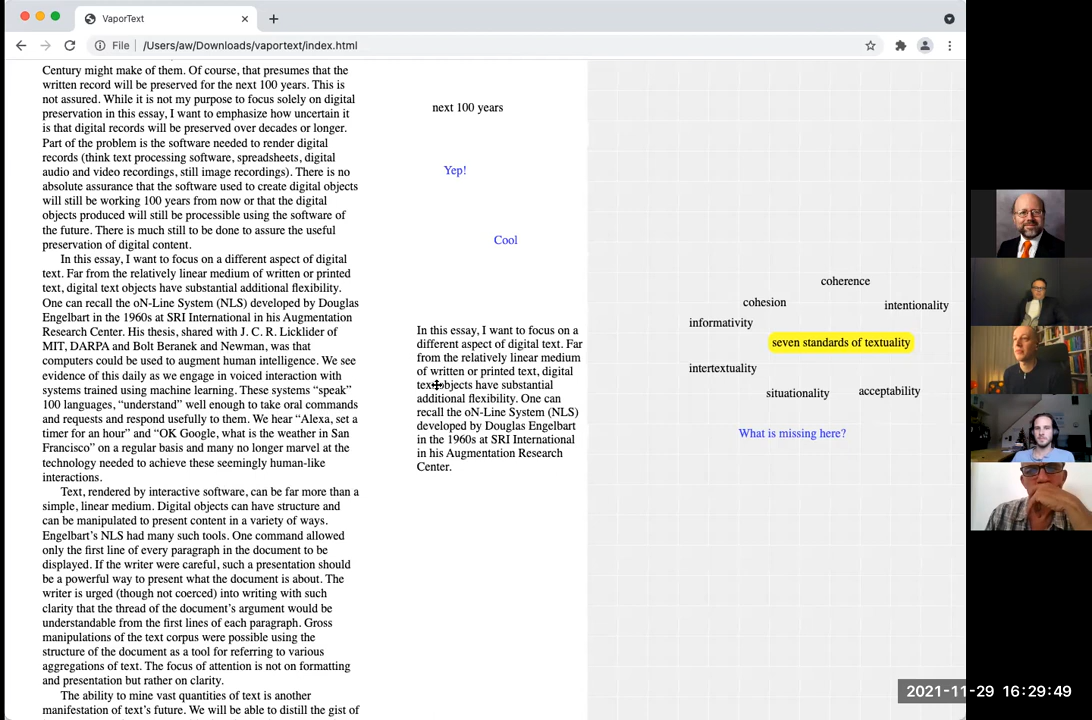 VaporText
File
/Users/aw/Downloads/vaportext/index.html
Century might make of them. Of course, that presumes that the
written record will be preserved for the next 100 years. This is
not assured. While it is not my purpose to focus solely on digital
preservation in this essay, I want to emphasize how uncertain it
is that digital records will be preserved over decades or longer.
Part of the problem is the software needed to render digital
records (think text processing software, spreadsheets, digital
audio and video recordings, still image recordings). There is no
absolute assurance that the software used to create digital objects
will still be working 100 years from now or that the digital
objects produced will still be processible using the software of
the future. There is much still to be done to assure the useful
preservation of digital content.
In this essay, I want to focus on a different aspect of digital
text. Far from the relatively linear medium of written or printed
text, digital text objects have substantial additional flexibility.
One can recall the oN-Line System (NLS) developed by Douglas
Engelbart in the 1960s at SRI International in his Augmentation
Research Center. His thesis, shared with J. C. R. Licklider of
MIT, DARPA and Bolt Beranek and Newman, was that
computers could be used to augment human intelligence. We see
evidence of this daily as we engage in voiced interaction with
systems trained using machine learning. These systems “speak”
100 languages, “understand” well enough to take oral commands
and requests and respond usefully to them. We hear “Alexa, set a
timer for an hour” and “OK Google, what is the weather in San
Francisco” on a regular basis and many no longer marvel at the
technology needed to achieve these seemingly human-like
interactions.
Text, rendered by interactive software, can be far more than a
simple, linear medium. Digital objects can have structure and
can be manipulated to present content in a variety of ways.
Engelbart’s NLS had many such tools. One command allowed
only the first line of every paragraph in the document to be
displayed. If the writer were careful, such a presentation should
be a powerful way to present what the document is about. The
writer is urged (though not coerced) into writing with such
clarity that the thread of the document’s argument would be
understandable from the first lines of each paragraph. Gross
manipulations of the text corpus were possible using the
structure of the document as a tool for referring to various
aggregations of text. The focus of attention is not on formatting
and presentation but rather on clarity.
The ability to mine vast quantities of text is another
manifestation of text’s future. We will be able to distill the gist of
next 100 years
Yep!
Cool
In this essay, I want to focus on a
different aspect of digital text. Far
from the relatively linear medium
of written or printed text, digital
text objects have substantial
additional flexibility. One can
recall the oN-Line System (NLS)
developed by Douglas Engelbart
in the 1960s at SRI International
in his Augmentation Research
Center.
coherence
cohesion
intentionality
informativity
seven standards of textuality
intertextuality
situationality
acceptability
What is missing here?
2021-11-29 16:29:49